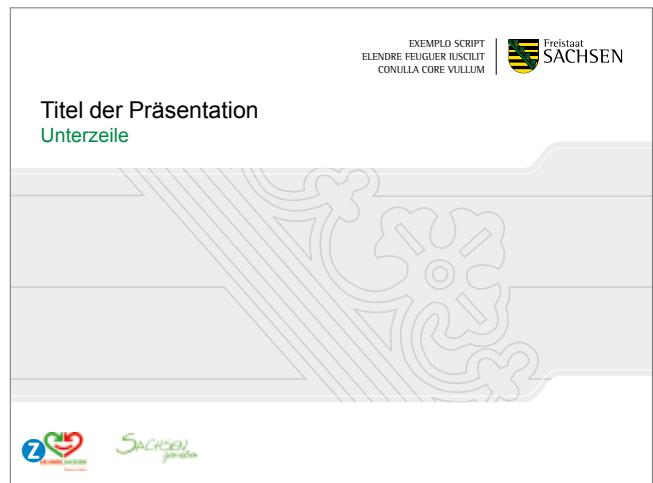 EXEMPLO SCRIPT
ELENDRE FEUGUER IUSCILIT
CONULLA CORE VULLUM
Freistaat
SACHSEN
Titel der Präsentation
Unterzeile
Z
SACHSEN